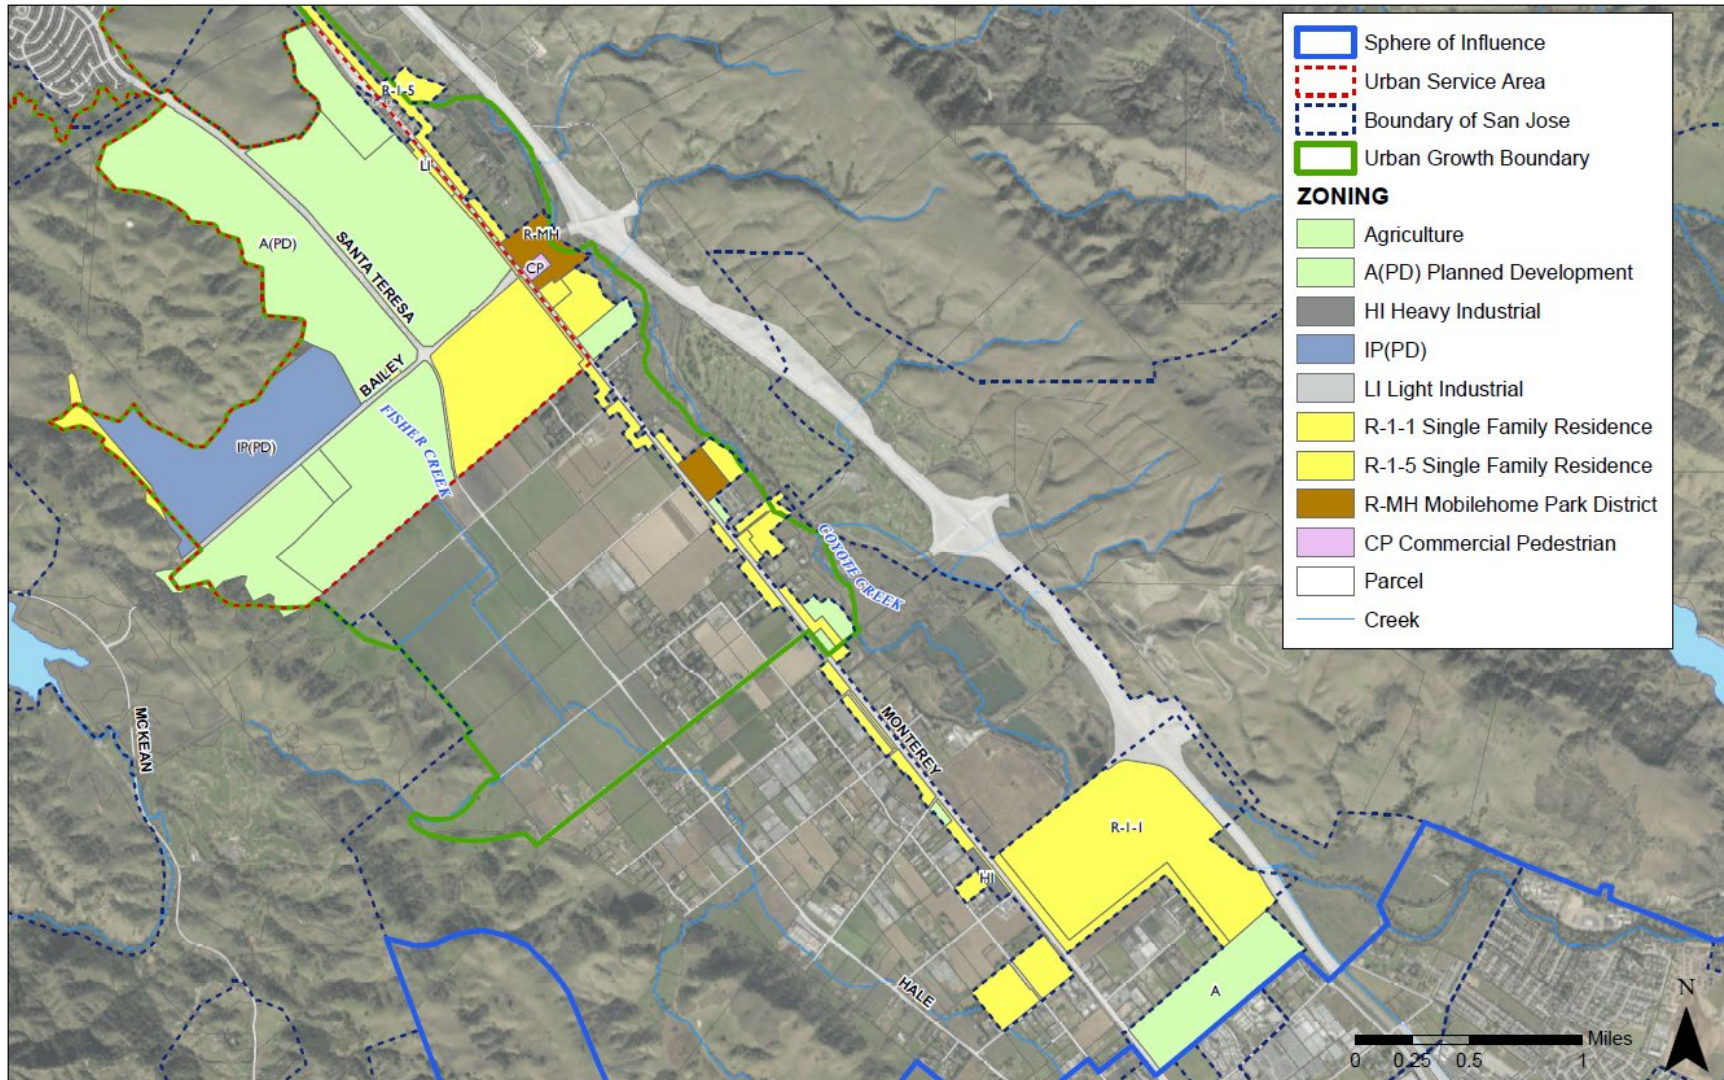 Sphere of Influence
Urban Service Area
Boundary of San Jose
Urban Growth Boundary
ZONING
Agriculture
A(PD) Planned Development
HI Heavy Industrial
IP(PD)
LI Light Industrial
R-1-1 Single Family Residence
R-1-5 Single Family Residence
R-MH Mobilehome Park District
CP Commercial Pedestrian
Parcel
Creek
R-1-5
LI
A(PD)
SANTA TERESA
R-MH
CP
BAILEY
FISHER CREEK
IP(PD)
COYOTE CREEK
MCKEAN
MONTEREY
R-1-1
HI
HALE
A
N
Miles
0 0.25 0.5 1